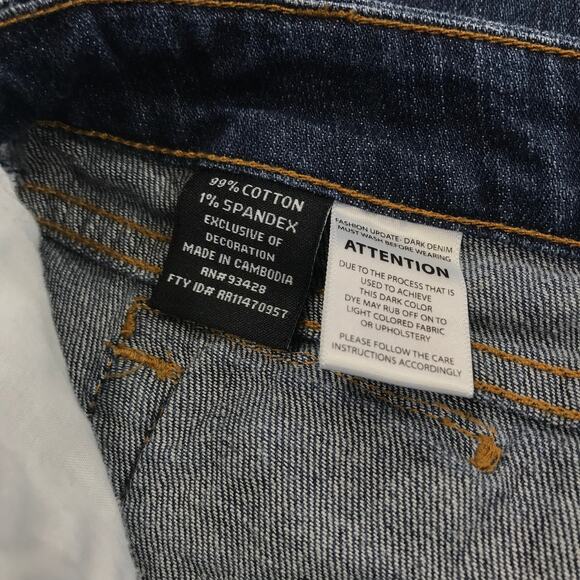 99% COTTON
1% SPANDEX
EXCLUSIVE OF
DECORATION
MADE IN CAMBODIA
RN# 93428
FTY ID# RR11470957
FASHION UPDATE- DARK DENIM
MUST WASH BEFORE WEARING
ATTENTION
DUE TO THE PROCESS THAT IS
USED TO ACHIEVE
THIS DARK COLOR
DYE MAY RUB OFF ON TO
LIGHT COLORED FABRIC
OR UPHOLSTERY
PLEASE FOLLOW THE CARE
INSTRUCTIONS ACCORDINGLY